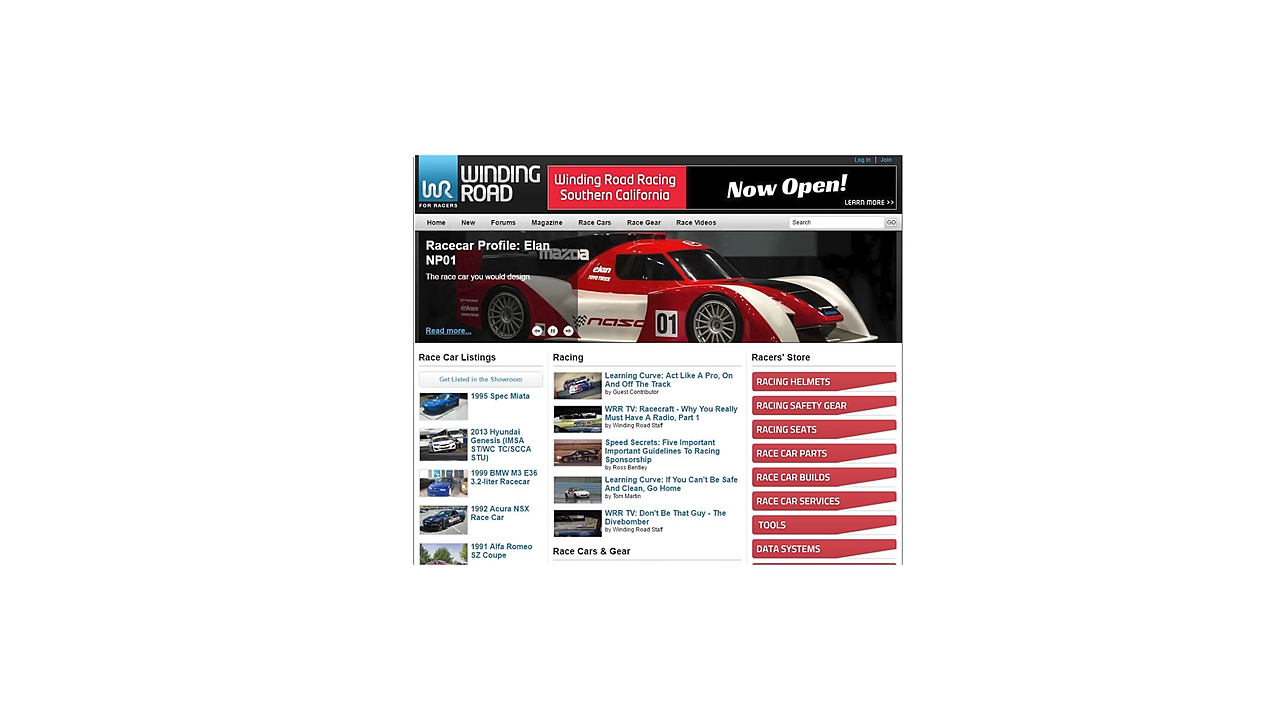 Log In | Join
WR
FOR RACERS
WINDING
ROAD
Winding Road Racing
Southern California
Now Open!
LEARN MORE >>
Home New Forums Magazine Race Cars Race Gear Race Videos Search GO
Racecar Profile: Elan
NP01
The race car you would design
Read more...
mazda
elan
elan
nasa
01
Race Car Listings
Get Listed in the Showroom
1995 Spec Miata
2013 Hyundai
Genesis (IMSA
ST/WC TC/SCCA
STU)
1999 BMW M3 E36
3.2-liter Racecar
1992 Acura NSX
Race Car
1991 Alfa Romeo
SZ Coupe
Racing
Learning Curve: Act Like A Pro, On
And Off The Track
by Guest Contributor
WRR TV: Racecraft - Why You Really
Must Have A Radio, Part 1
by Winding Road Staff
Speed Secrets: Five Important
Important Guidelines To Racing
Sponsorship
by Ross Bentley
Learning Curve: If You Can't Be Safe
And Clean, Go Home
by Tom Martin
WRR TV: Don't Be That Guy - The
Divebomber
by Winding Road Staff
Race Cars & Gear
Racers' Store
RACING HELMETS
RACING SAFETY GEAR
RACING SEATS
RACE CAR PARTS
RACE CAR BUILDS
RACE CAR SERVICES
TOOLS
DATA SYSTEMS